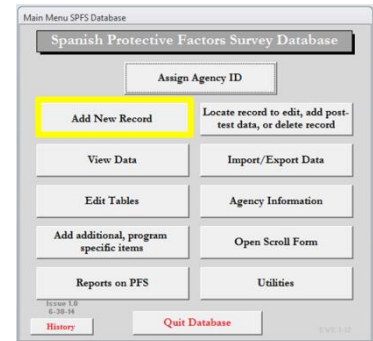 Main Menu SPFS Database
Spanish Protective Factors Survey Database
Assign Agency ID
Add New Record
Locate record to edit, add post-
test data, or delete record
View Data
Import/Export Data
Edit Tables
Agency Information
Add additional, program
specific items
Open Scroll Form
Reports on PFS
Utilities
Issue 1.0
6-30-14
History
Quit Database